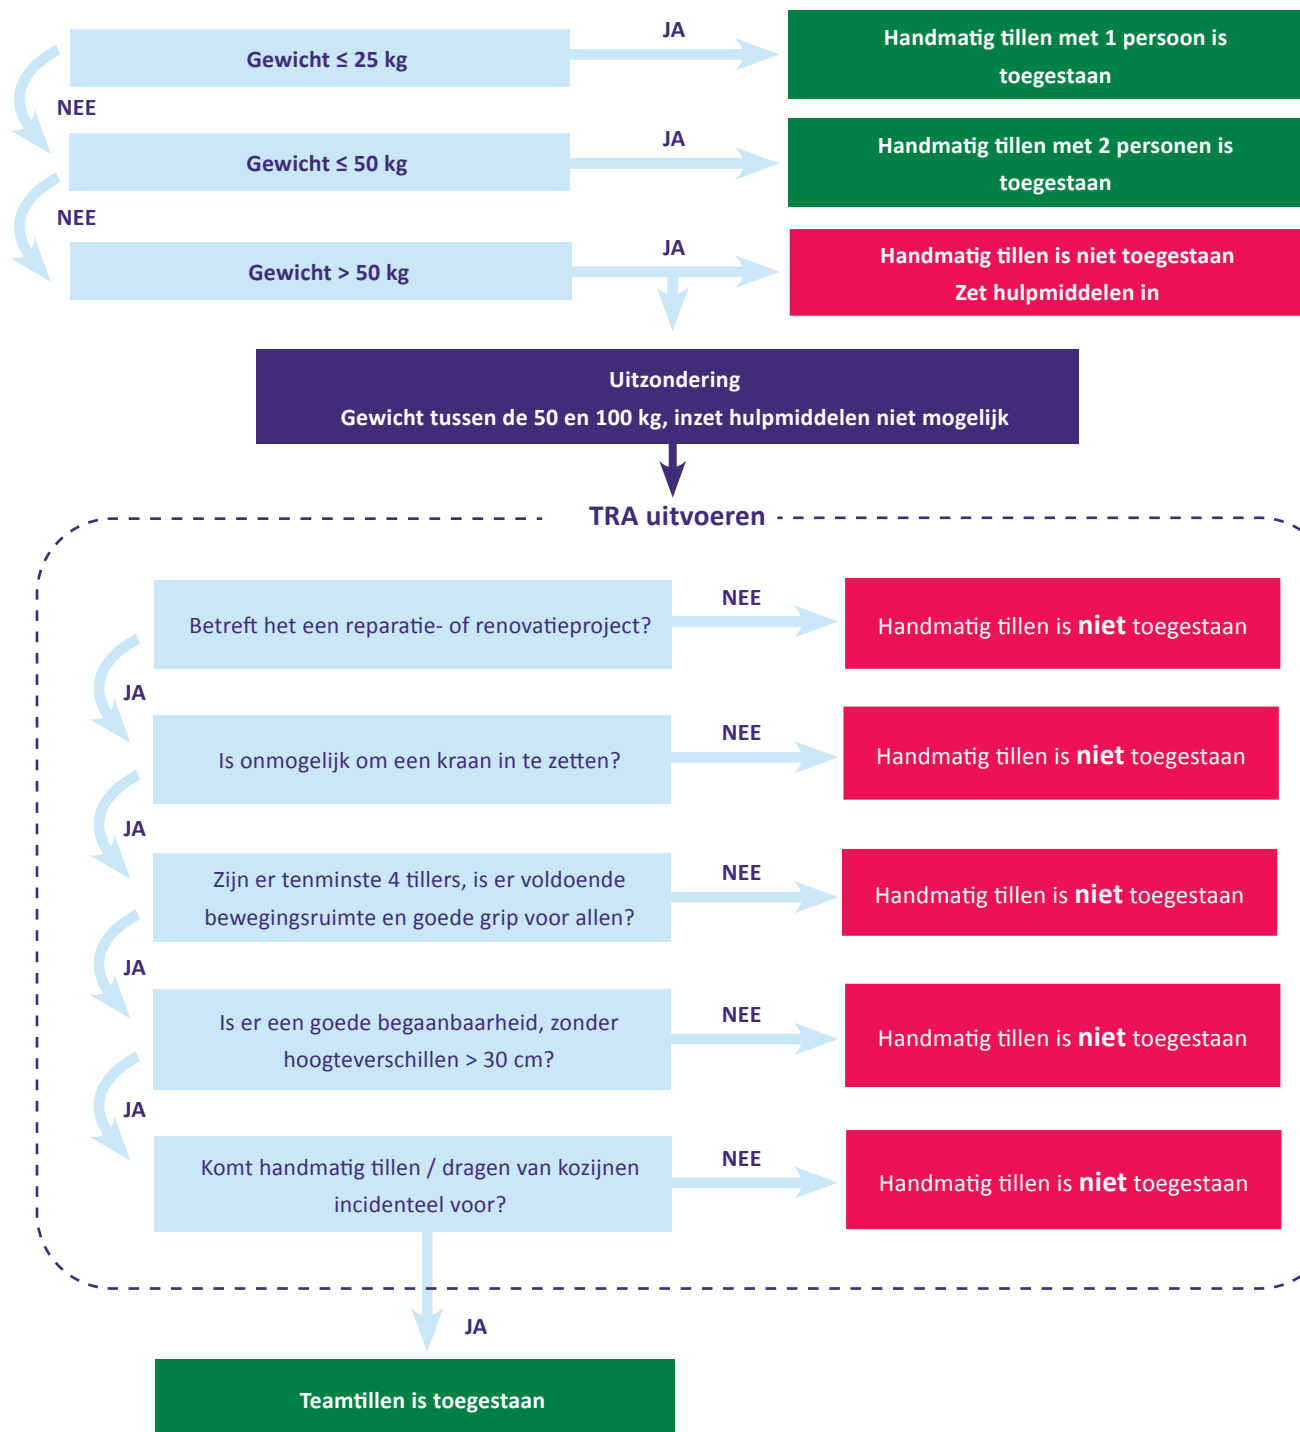 Gewicht ≤ 25 kg
JA
Handmatig tillen met 1 persoon is
toegestaan
NEE
Gewicht ≤ 50 kg
JA
Handmatig tillen met 2 personen is
toegestaan
NEE
Gewicht > 50 kg
JA
Handmatig tillen is niet toegestaan
Zet hulpmiddelen in
Uitzondering
Gewicht tussen de 50 en 100 kg, inzet hulpmiddelen niet mogelijk
TRA uitvoeren
Betreft het een reparatie- of renovatieproject?
NEE
Handmatig tillen is niet toegestaan
JA
Is onmogelijk om een kraan in te zetten?
NEE
Handmatig tillen is niet toegestaan
JA
Zijn er tenminste 4 tillers, is er voldoende
bewegingsruimte en goede grip voor allen?
NEE
Handmatig tillen is niet toegestaan
JA
Is er een goede begaanbaarheid, zonder
hoogteverschillen > 30 cm?
NEE
Handmatig tillen is niet toegestaan
JA
Komt handmatig tillen / dragen van kozijnen
incidenteel voor?
NEE
Handmatig tillen is niet toegestaan
JA
Teamtillen is toegestaan